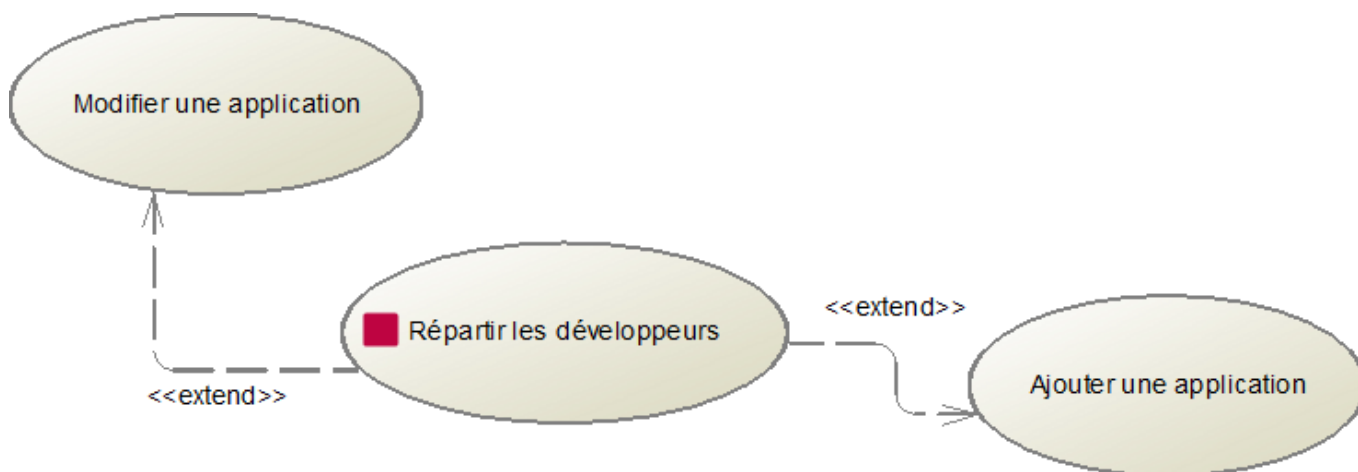 Modifier une application
Répartir les développeurs
<<extend>>
<<extend>>
Ajouter une application